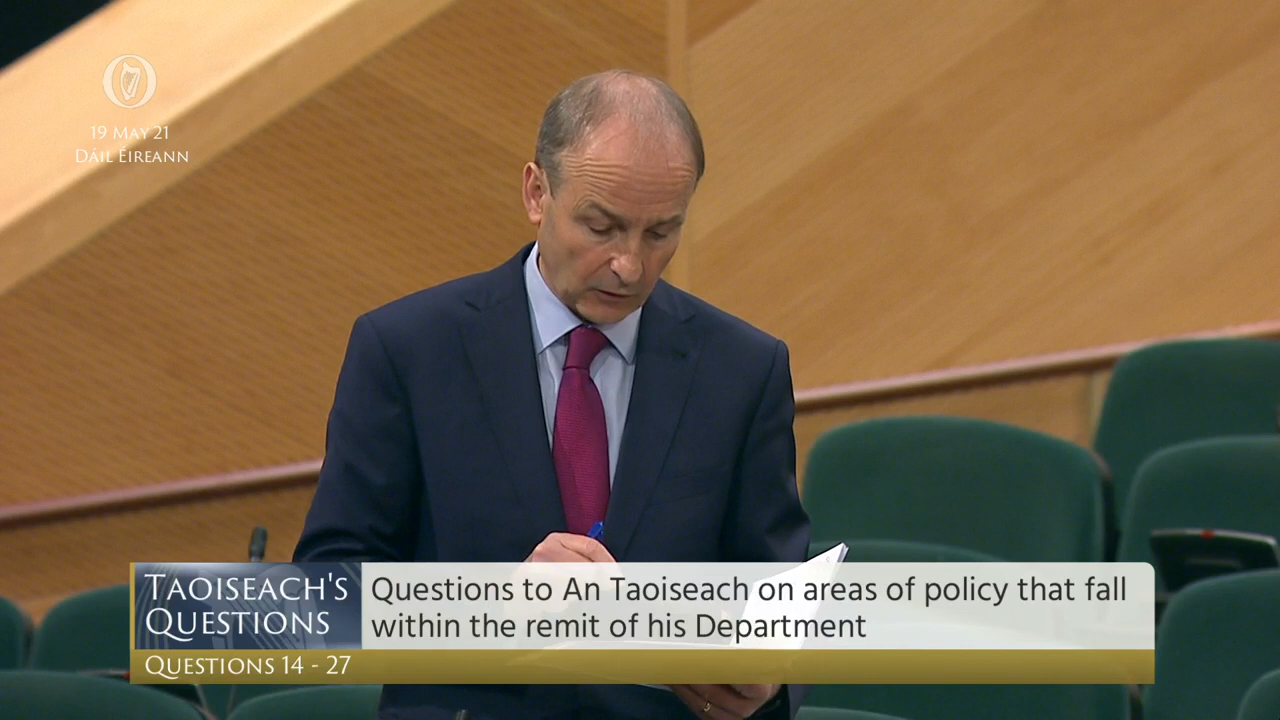 19 May 21
Dáil Éireann
Taoiseach's
Questions
Questions to An Taoiseach on areas of policy that fall
within the remit of his Department
Questions 14 - 27